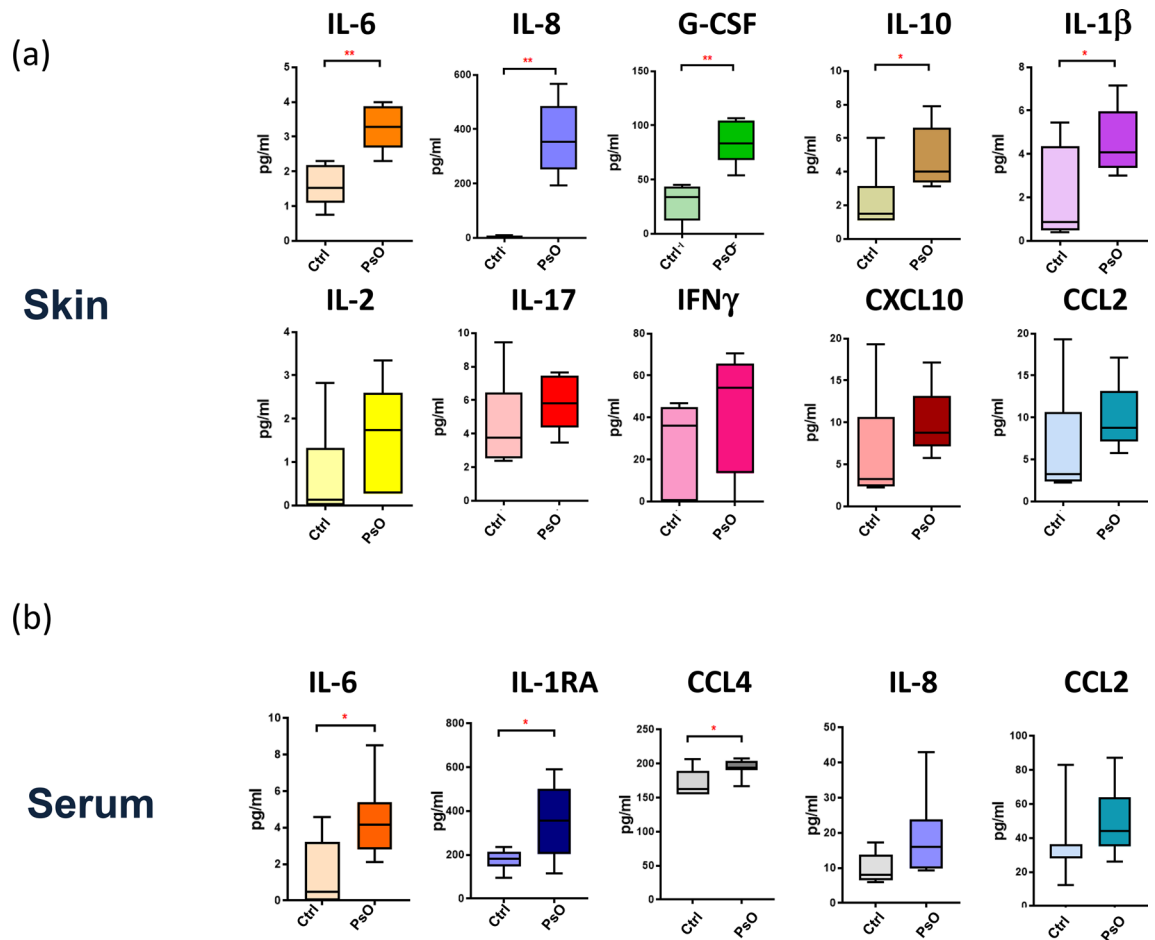 (a)
Skin
IL-6
**
pg/ml
5
4
3
2
1
0
Ctrl
PsO
IL-8
**
pg/ml
600
400
200
0
Ctrl
PsO
G-CSF
**
pg/ml
150
100
50
0
Ctrl
PsO
IL-10
*
pg/ml
10
8
6
4
2
0
Ctrl
PsO
IL-1β
*
pg/ml
8
6
4
2
0
Ctrl
PsO
IL-2
pg/ml
4
3
2
1
0
Ctrl
PsO
IL-17
pg/ml
10
8
6
4
2
0
Ctrl
PsO
IFNγ
pg/ml
80
60
40
20
0
Ctrl
PsO
CXCL10
pg/ml
20
15
10
5
0
Ctrl
PsO
CCL2
pg/ml
20
15
10
5
0
Ctrl
PsO
(b)
Serum
IL-6
*
pg/ml
10
8
6
4
2
0
Ctrl
PsO
IL-1RA
*
pg/ml
800
600
400
200
0
Ctrl
PsO
CCL4
*
pg/ml
250
200
150
100
50
0
Ctrl
PsO
IL-8
pg/ml
50
40
30
20
10
0
Ctrl
PsO
CCL2
pg/ml
100
80
60
40
20
0
Ctrl
PsO